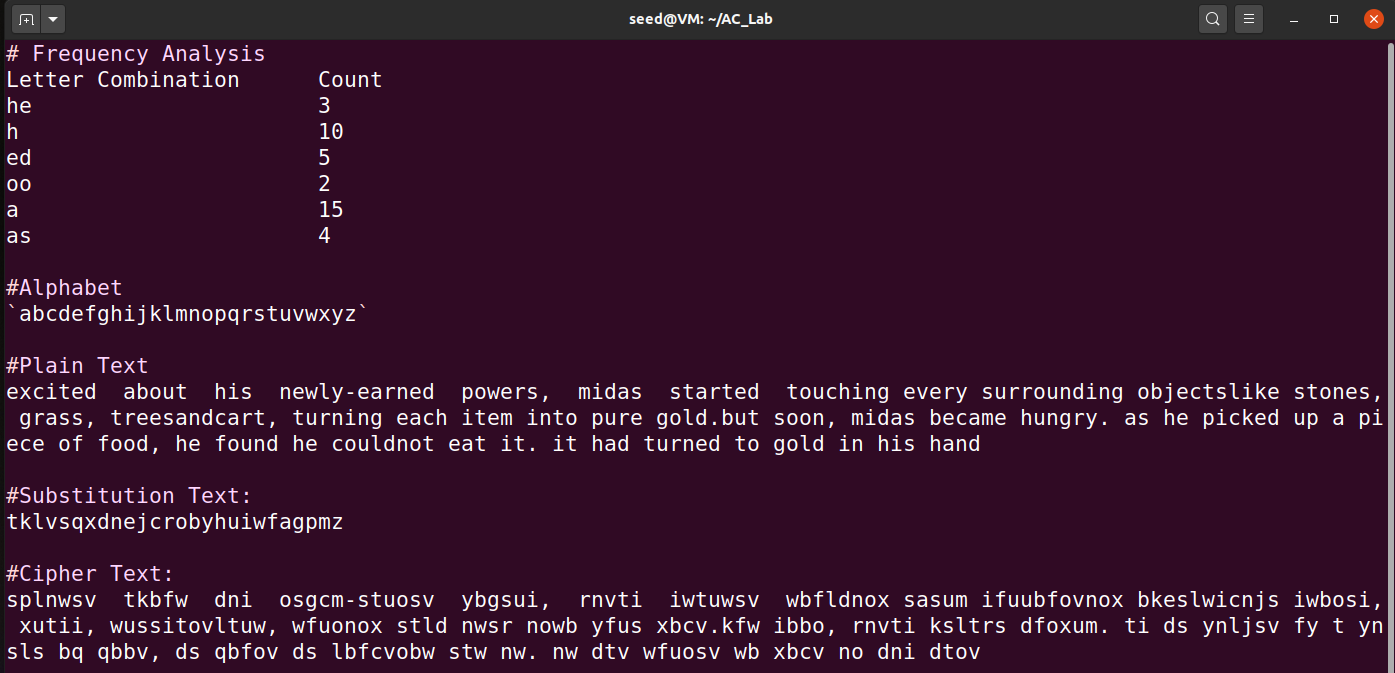 seed@VM: ~/AC_Lab
# Frequency Analysis
Letter Combination      Count
he                      3
h                       10
ed                      5
oo                      2
a                       15
as                      4
#Alphabet
`abcdefghijklmnopqrstuvwxyz`
#Plain Text
excited  about  his  newly-earned  powers,  midas  started  touching every surrounding objectslike stones,
 grass, treesandcart, turning each item into pure gold.but soon, midas became hungry. as he picked up a pi
ece of food, he found he couldnot eat it. it had turned to gold in his hand
#Substitution Text:
tklvsqxdnejcrobyhuiwfagpmz
#Cipher Text:
splnwsv  tkbfw  dni  osgcm-stuosv  ybgsui,  rnvti  iwtuwsv  wbfldnox sasum ifuubfovnox bkeslwicnjs iwbosi,
 xutii, wussitovltuw, wfuonox stld nwsr nowb yfus xbcv.kfw ibbo, rnvti ksltrs dfoxum. ti ds ynljsv fy t yn
sls bq qbbv, ds qbfov ds lbfcvobw stw nw. nw dtv wfuosv wb xbcv no dni dtov